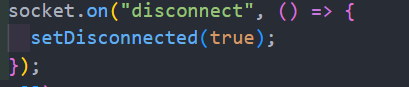 socket.on("disconnect", () => {
  setDisconnected(true);
});